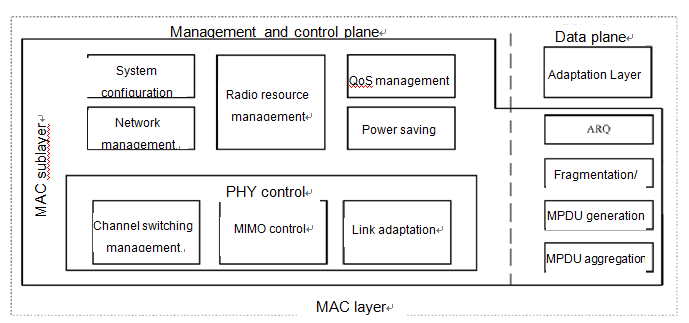 Management and control plane
Data plane
System
configuration
Radio resource
management
QoS management
Adaptation Layer
Network
management
Power saving
ARQ
MAC sublayer
PHY control
Fragmentation/
Channel switching
management
MIMO control
Link adaptation
MPDU generation
MPDU aggregation
MAC layer